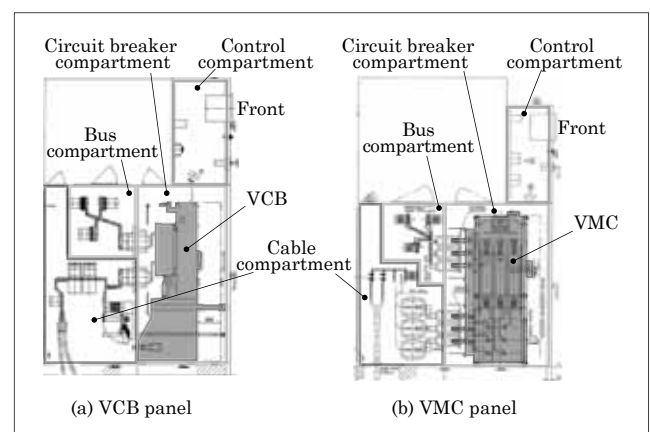 Circuit breaker
compartment
Control
compartment
Front
Bus
compartment
VCB
Cable
compartment
(a) VCB panel
Circuit breaker
compartment
Control
compartment
Front
Bus
compartment
VMC
(b) VMC panel